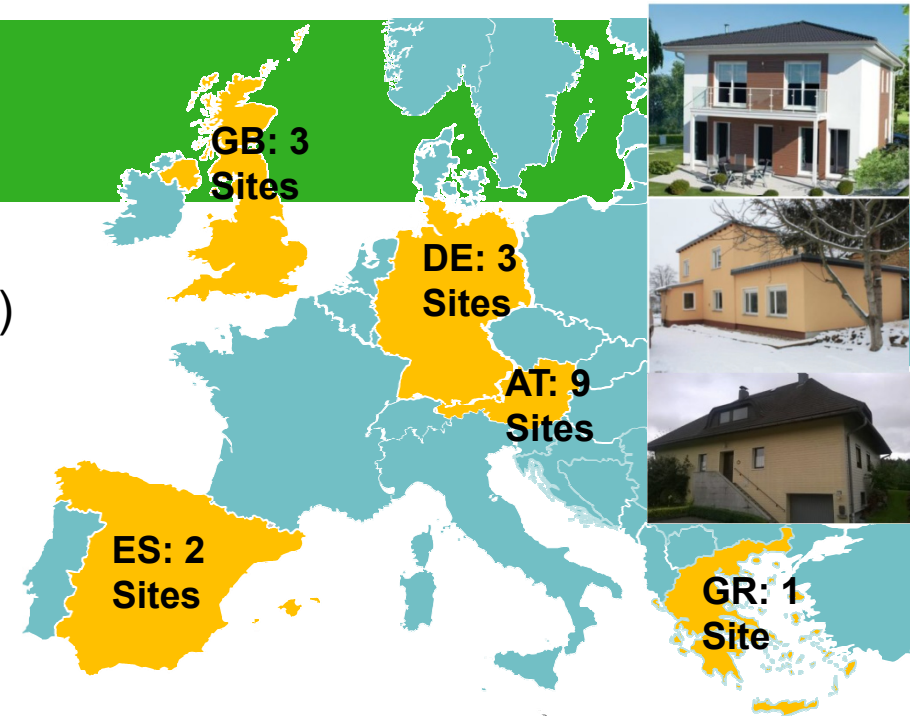 GB: 3
Sites
DE: 3
Sites
)
AT: 9
Sites
ES: 2
Sites
GR: 1
Site